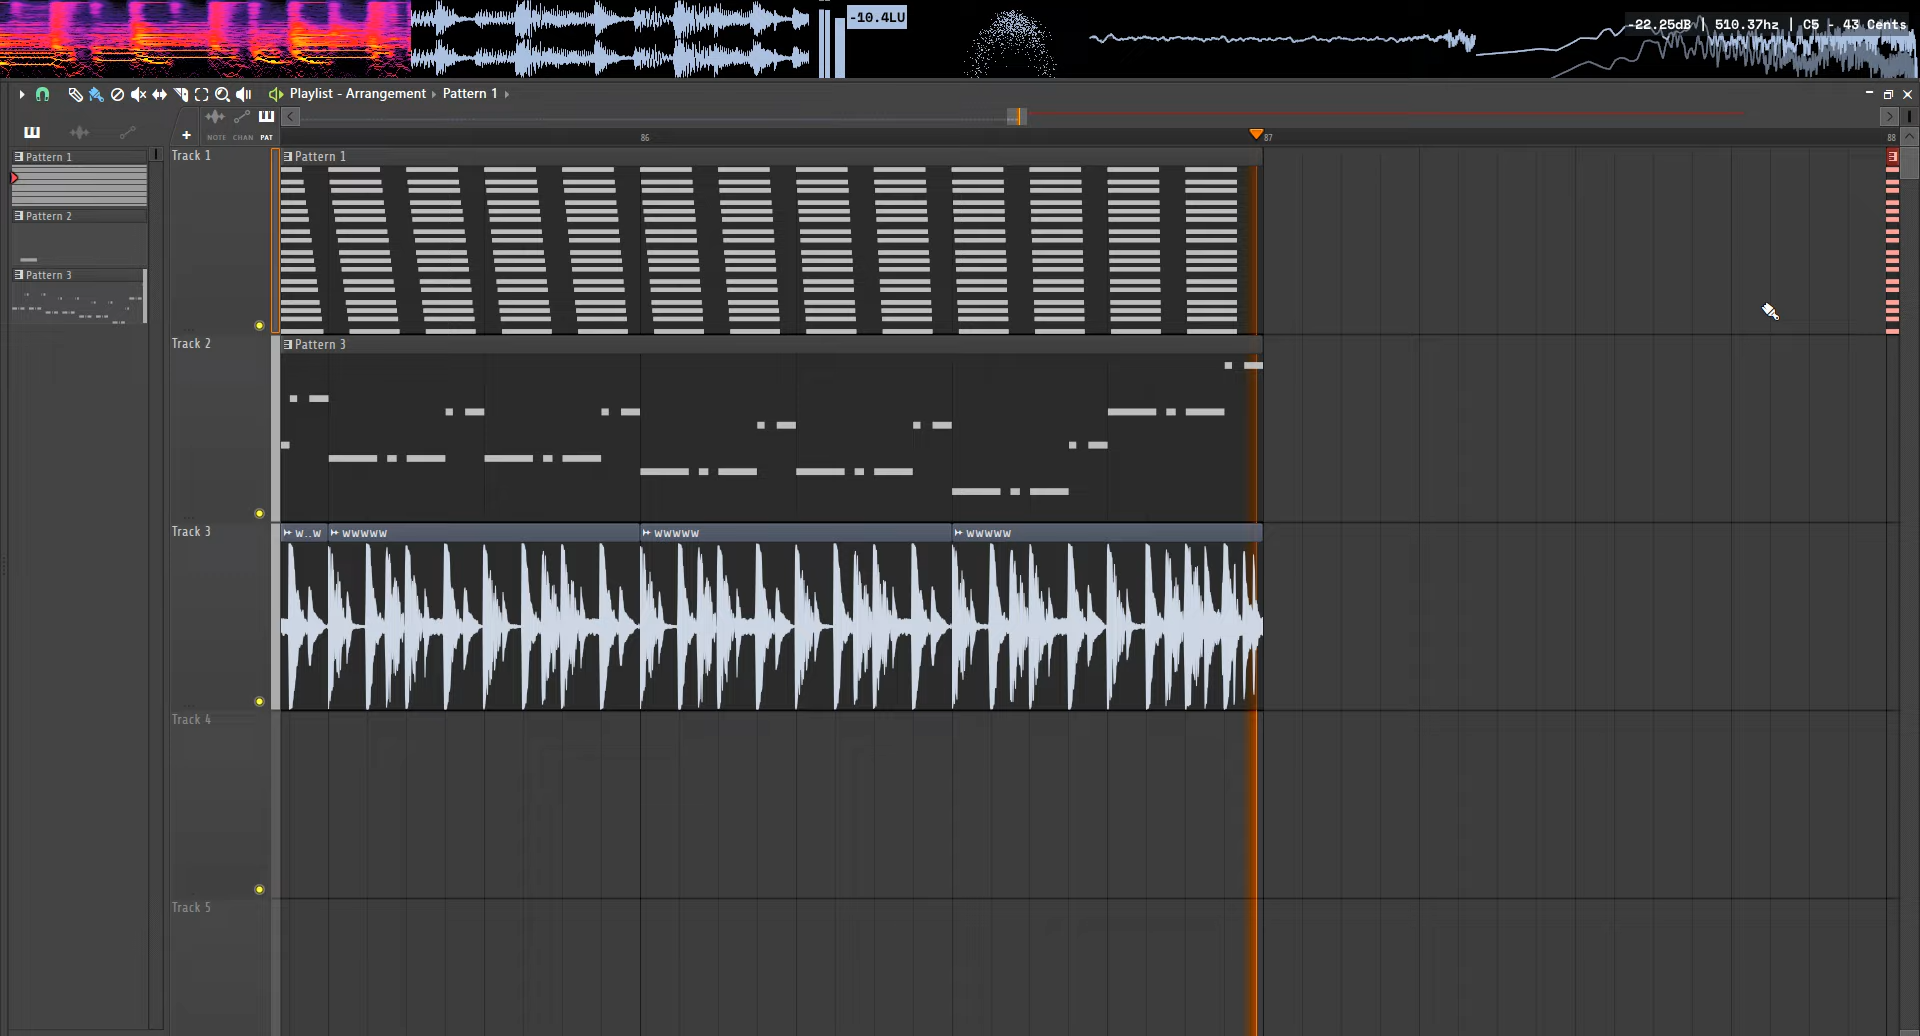 -10.4LU
-22.25dB | 510.37hz | C5 - 43 Cents
Playlist - Arrangement › Pattern 1 ›
NOTE CHAN PAT
86 87 88
Pattern 1
Pattern 2
Pattern 3
Track 1
Pattern 1
Track 2
Pattern 3
Track 3
w..w
wwwww
wwwww
wwwww
Track 4
Track 5